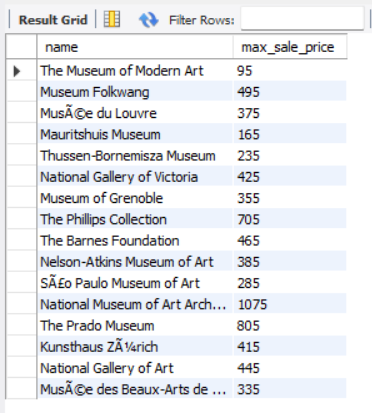 Result Grid Filter Rows:
name max_sale_price
The Museum of Modern Art 95
Museum Folkwang 495
MusÃ©e du Louvre 375
Mauritshuis Museum 165
Thussen-Bornemisza Museum 235
National Gallery of Victoria 425
Museum of Grenoble 355
The Phillips Collection 705
The Barnes Foundation 465
Nelson-Atkins Museum of Art 385
SÃ£o Paulo Museum of Art 285
National Museum of Art Arch... 1075
The Prado Museum 805
Kunsthaus ZÃ¼rich 415
National Gallery of Art 445
MusÃ©e des Beaux-Arts de ... 335